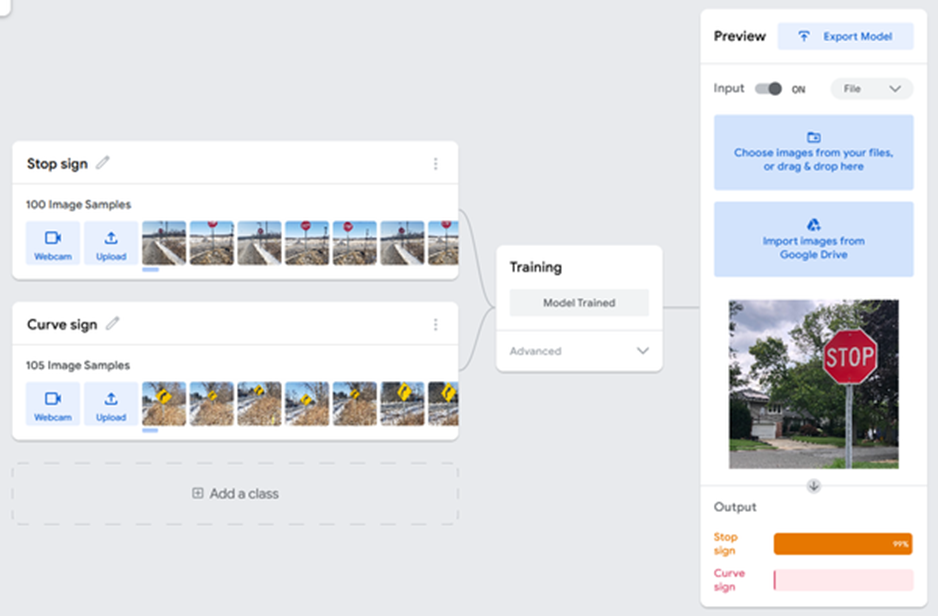 Stop sign
100 Image Samples
Webcam
Upload
Curve sign
105 Image Samples
Webcam
Upload
Add a class
Training
Model Trained
Advanced
Preview
Export Model
Input
ON
File
Choose images from your files,
or drag & drop here
Import images from
Google Drive
STOP
Output
Stop
sign
99%
Curve
sign